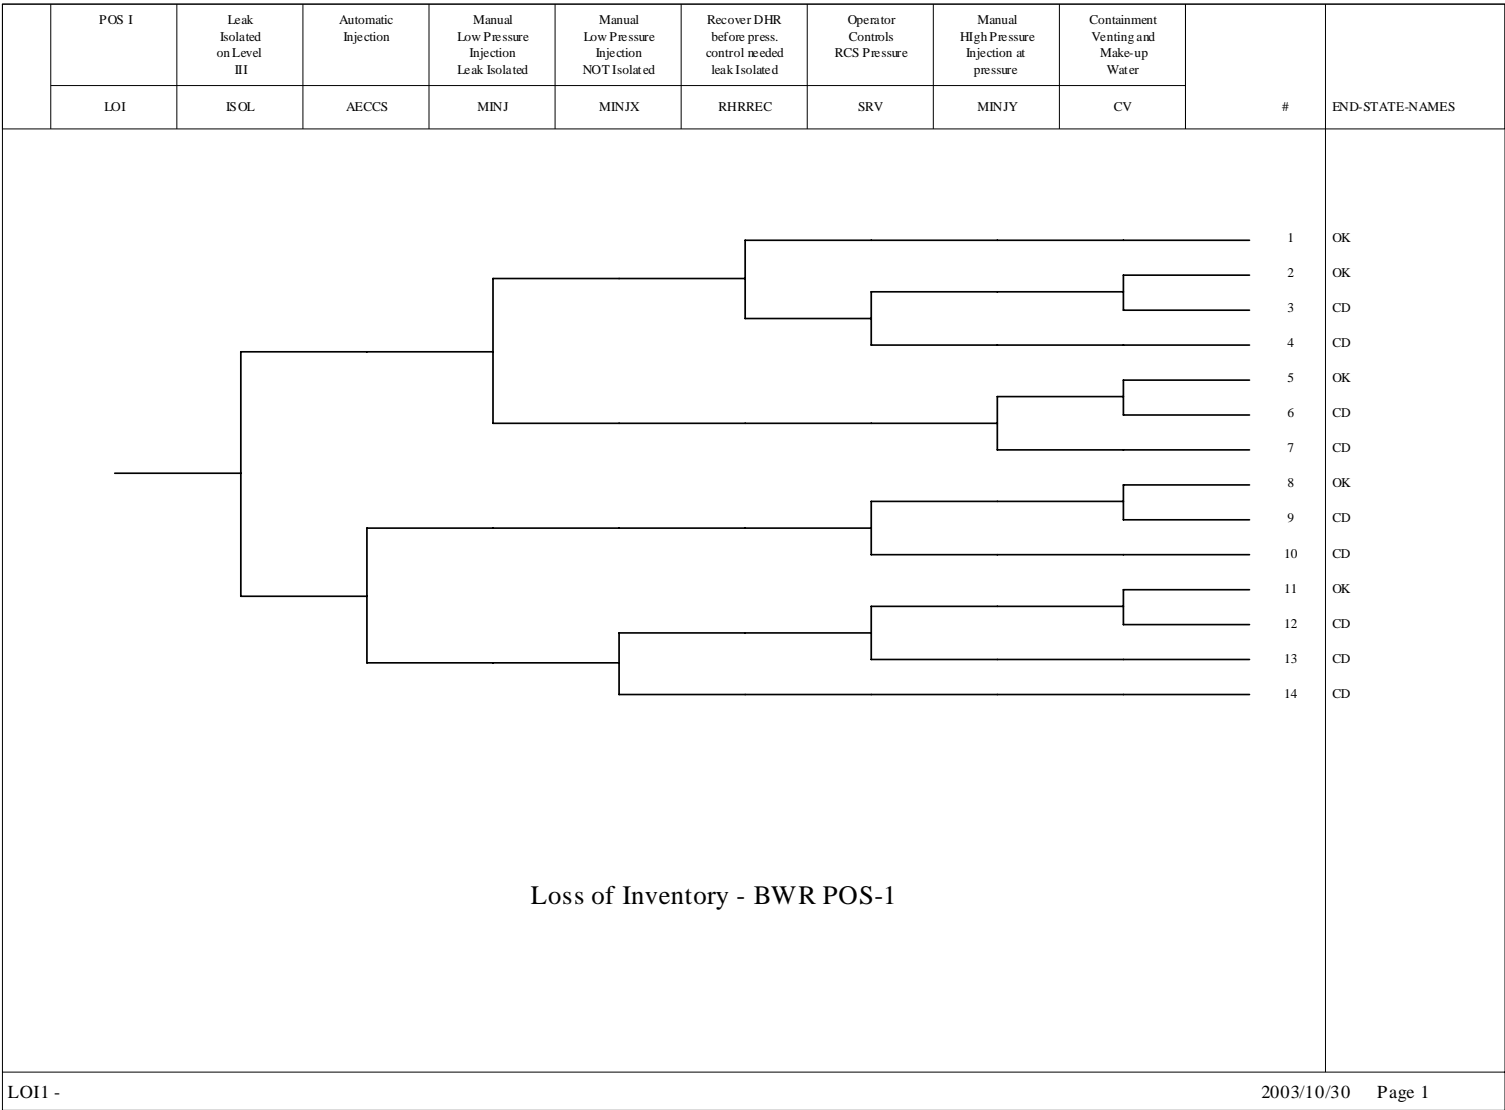 POS I
Leak
Isolated
on Level
III
Automatic
Injection
Manual
Low Pressure
Injection
Leak Isolated
Manual
Low Pressure
Injection
NOT Isolated
Recover DHR
before press.
control needed
leak Isolated
Operator
Controls
RCS Pressure
Manual
HIgh Pressure
Injection at
pressure
Containment
Venting and
Make-up
Water
LOI ISOL AECCS MINJ MINJX RHRREC SRV MINJY CV # END-STATE-NAMES
1 OK
2 OK
3 CD
4 CD
5 OK
6 CD
7 CD
8 OK
9 CD
10 CD
11 OK
12 CD
13 CD
14 CD
Loss of Inventory - BWR POS-1
LOI1 - 2003/10/30 Page 1